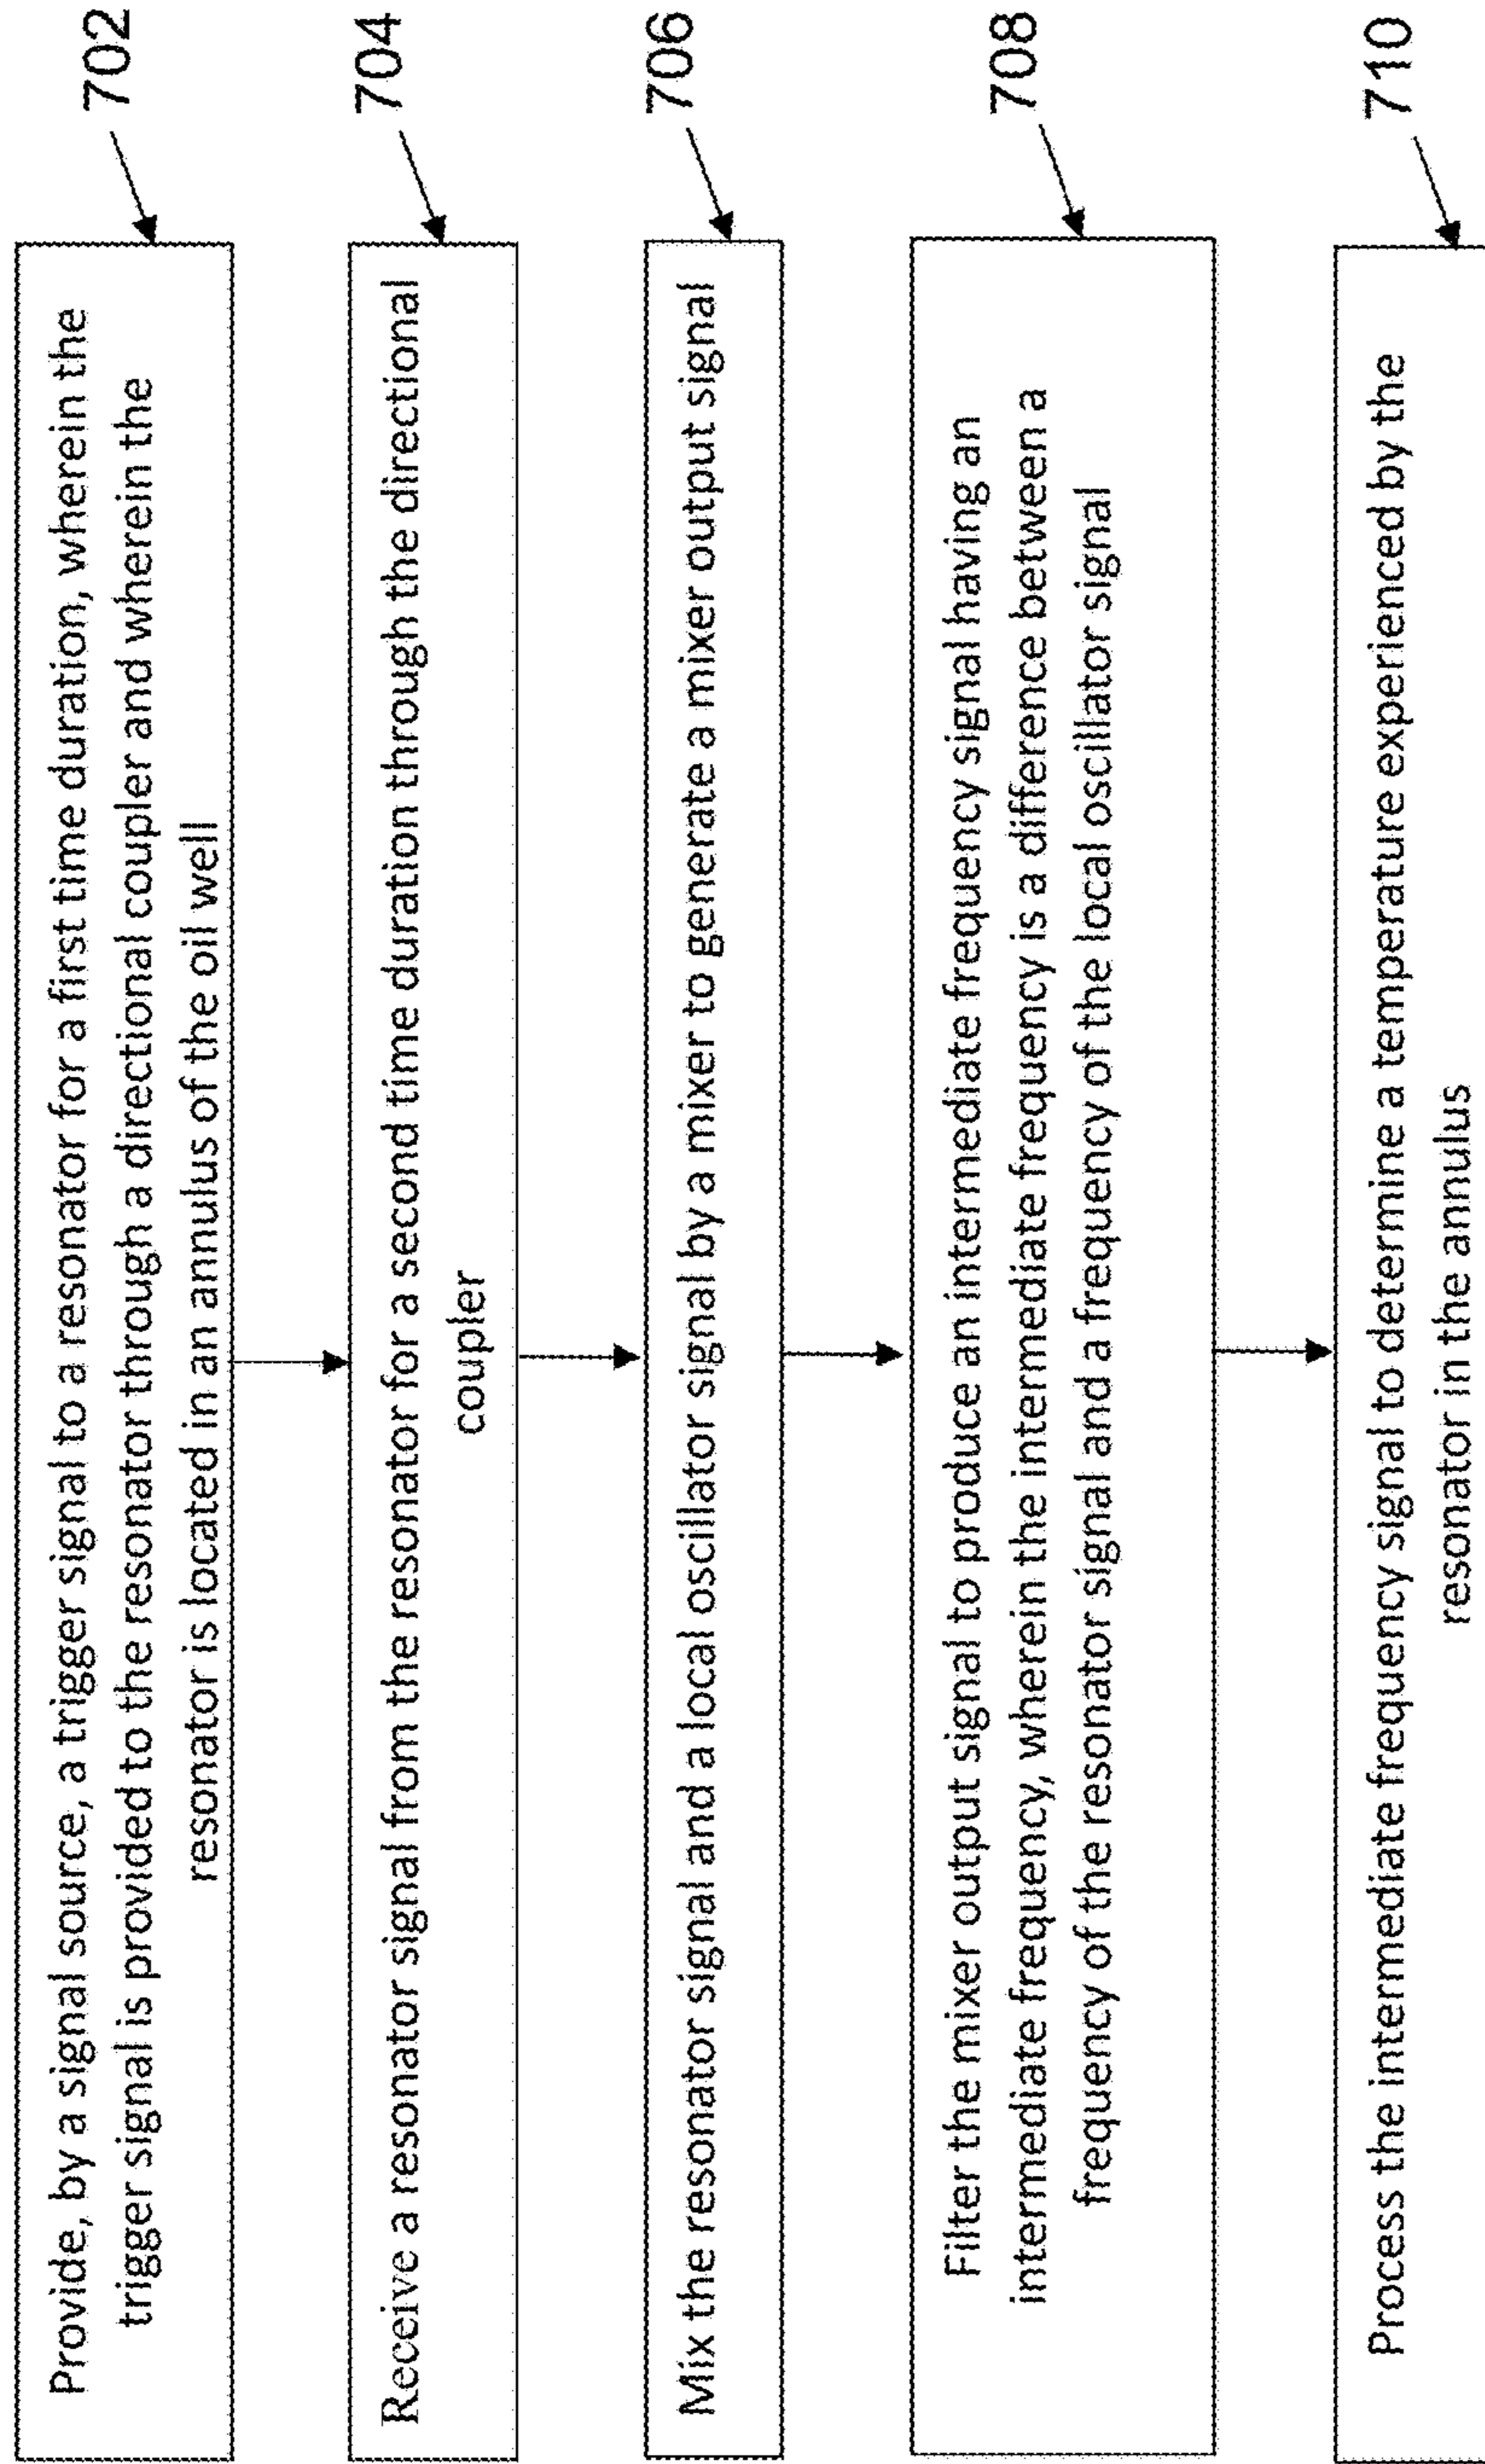 Provide, by a signal source, a trigger signal to a resonator for a first time duration, wherein the
trigger signal is provided to the resonator through a directional coupler and wherein the
resonator is located in an annulus of the oil well
702
Receive a resonator signal from the resonator for a second time duration through the directional
coupler
704
Mix the resonator signal and a local oscillator signal by a mixer to generate a mixer output signal
706
Filter the mixer output signal to produce an intermediate frequency signal having an
intermediate frequency, wherein the intermediate frequency is a difference between a
frequency of the resonator signal and a frequency of the local oscillator signal
708
Process the intermediate frequency signal to determine a temperature experienced by the
resonator in the annulus
710